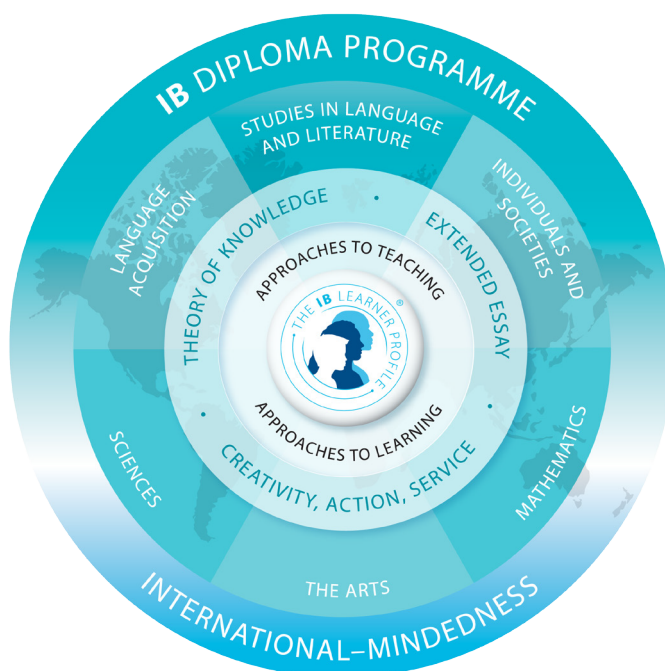 IB DIPLOMA PROGRAMME
STUDIES IN LANGUAGE
AND LITERATURE
LANGUAGE
ACQUISITION
INDIVIDUALS AND
SOCIETIES
THEORY OF KNOWLEDGE
•
EXTENDED ESSAY
APPROACHES TO TEACHING
• THE IB LEARNER PROFILE •
®
APPROACHES TO LEARNING
•
CREATIVITY, ACTION, SERVICE
•
SCIENCES
MATHEMATICS
THE ARTS
INTERNATIONAL–MINDEDNESS